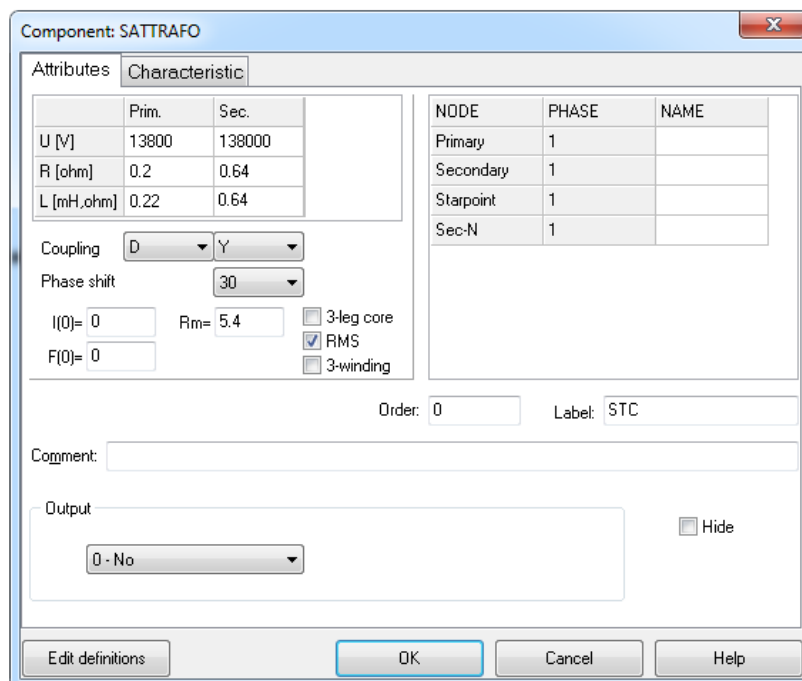 Component: SATTRAFO
Attributes Characteristic
Prim. Sec.
U [V] 13800 138000
R [ohm] 0.2 0.64
L [mH,ohm] 0.22 0.64
Coupling D Y
Phase shift 30
I(0)= 0 Rm= 5.4 3-leg core
RMS
F(0)= 0
3-winding
NODE PHASE NAME
Primary 1
Secondary 1
Starpoint 1
Sec-N 1
Order: 0 Label: STC
Comment:
Output
0 - No
Hide
Edit definitions OK Cancel Help